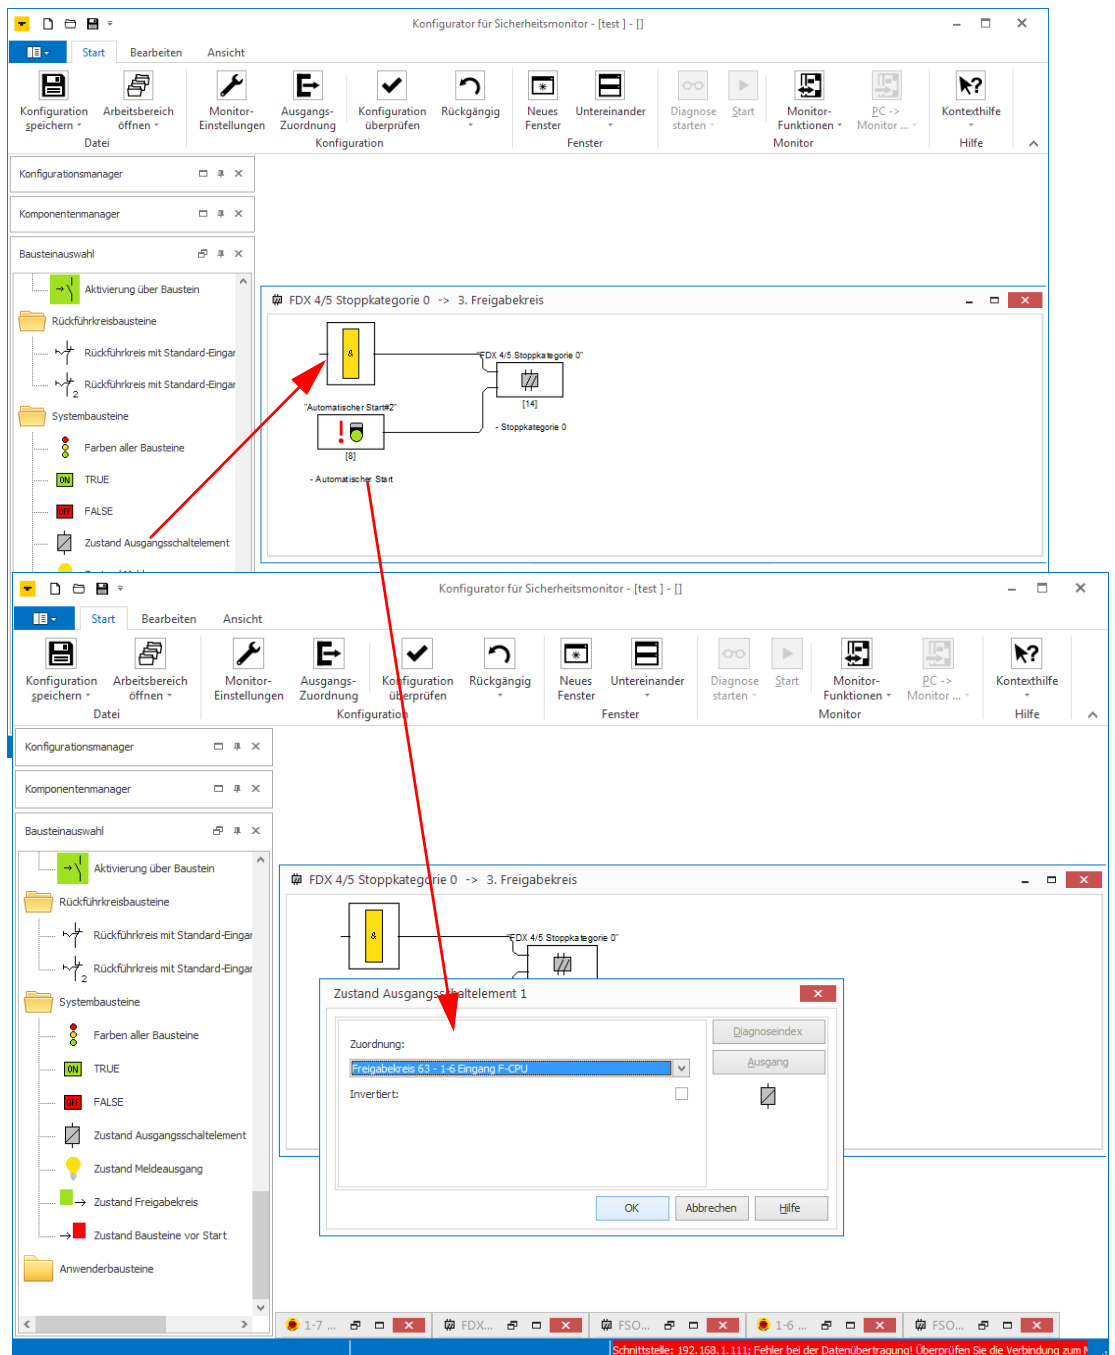 Konfigurator für Sicherheitsmonitor - [test ] - []
Start Bearbeiten Ansicht
Konfiguration speichern
Arbeitsbereich öffnen
Monitor-Einstellungen
Ausgangs-Zuordnung
Konfiguration überprüfen
Rückgängig
Neues Fenster
Untereinander
Diagnose starten
Start
Monitor-Funktionen
PC -> Monitor ...
Kontexthilfe
Datei Konfiguration Fenster Monitor Hilfe
Konfigurationsmanager
Komponentenmanager
Bausteinauswahl
Aktivierung über Baustein
Rückführkreisbausteine
Rückführkreis mit Standard-Eingar
Rückführkreis mit Standard-Eingar
2
Systembausteine
Farben aller Bausteine
ON TRUE
OFF FALSE
Zustand Ausgangsschaltelement
FDX 4/5 Stoppkategorie 0 -> 3. Freigabekreis
&
"FDX 4/5 Stoppkategorie 0"
[14]
- Stoppkategorie 0
"Automatischer Start#2"
[8]
- Automatischer Start
Konfigurator für Sicherheitsmonitor - [test ] - []
Start Bearbeiten Ansicht
Konfiguration speichern
Arbeitsbereich öffnen
Monitor-Einstellungen
Ausgangs-Zuordnung
Konfiguration überprüfen
Rückgängig
Neues Fenster
Untereinander
Diagnose starten
Start
Monitor-Funktionen
PC -> Monitor ...
Kontexthilfe
Datei Konfiguration Fenster Monitor Hilfe
Konfigurationsmanager
Komponentenmanager
Bausteinauswahl
Aktivierung über Baustein
Rückführkreisbausteine
Rückführkreis mit Standard-Eingar
Rückführkreis mit Standard-Eingar
2
Systembausteine
Farben aller Bausteine
ON TRUE
OFF FALSE
Zustand Ausgangsschaltelement
Zustand Meldeausgang
Zustand Freigabekreis
Zustand Bausteine vor Start
Anwenderbausteine
FDX 4/5 Stoppkategorie 0 -> 3. Freigabekreis
&
"FDX 4/5 Stoppkategorie 0"
Zustand Ausgangsschaltelement 1
Zuordnung:
Freigabekreis 63 - 1-6 Eingang F-CPU
Invertiert:
Diagnoseindex
Ausgang
OK Abbrechen Hilfe
1-7 ... FDX... FSO... 1-6 ... FSO...
Schnittstelle: 192.168.1.111; Fehler bei der Datenübertragung! Überprüfen Sie die Verbindung zum